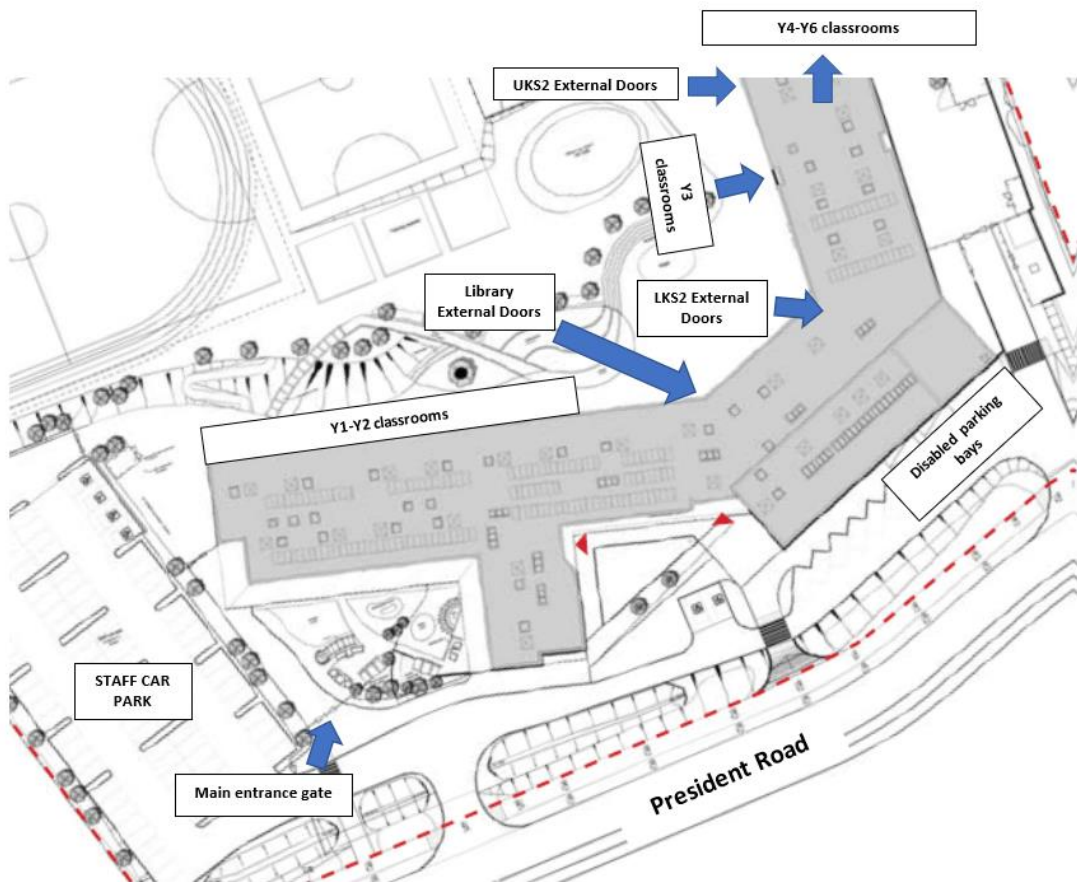 Y4-Y6 classrooms
UKS2 External Doors
Y3
classrooms
Library
External Doors
LKS2 External
Doors
Y1-Y2 classrooms
Disabled parking
bays
STAFF CAR
PARK
Main entrance gate
President Road